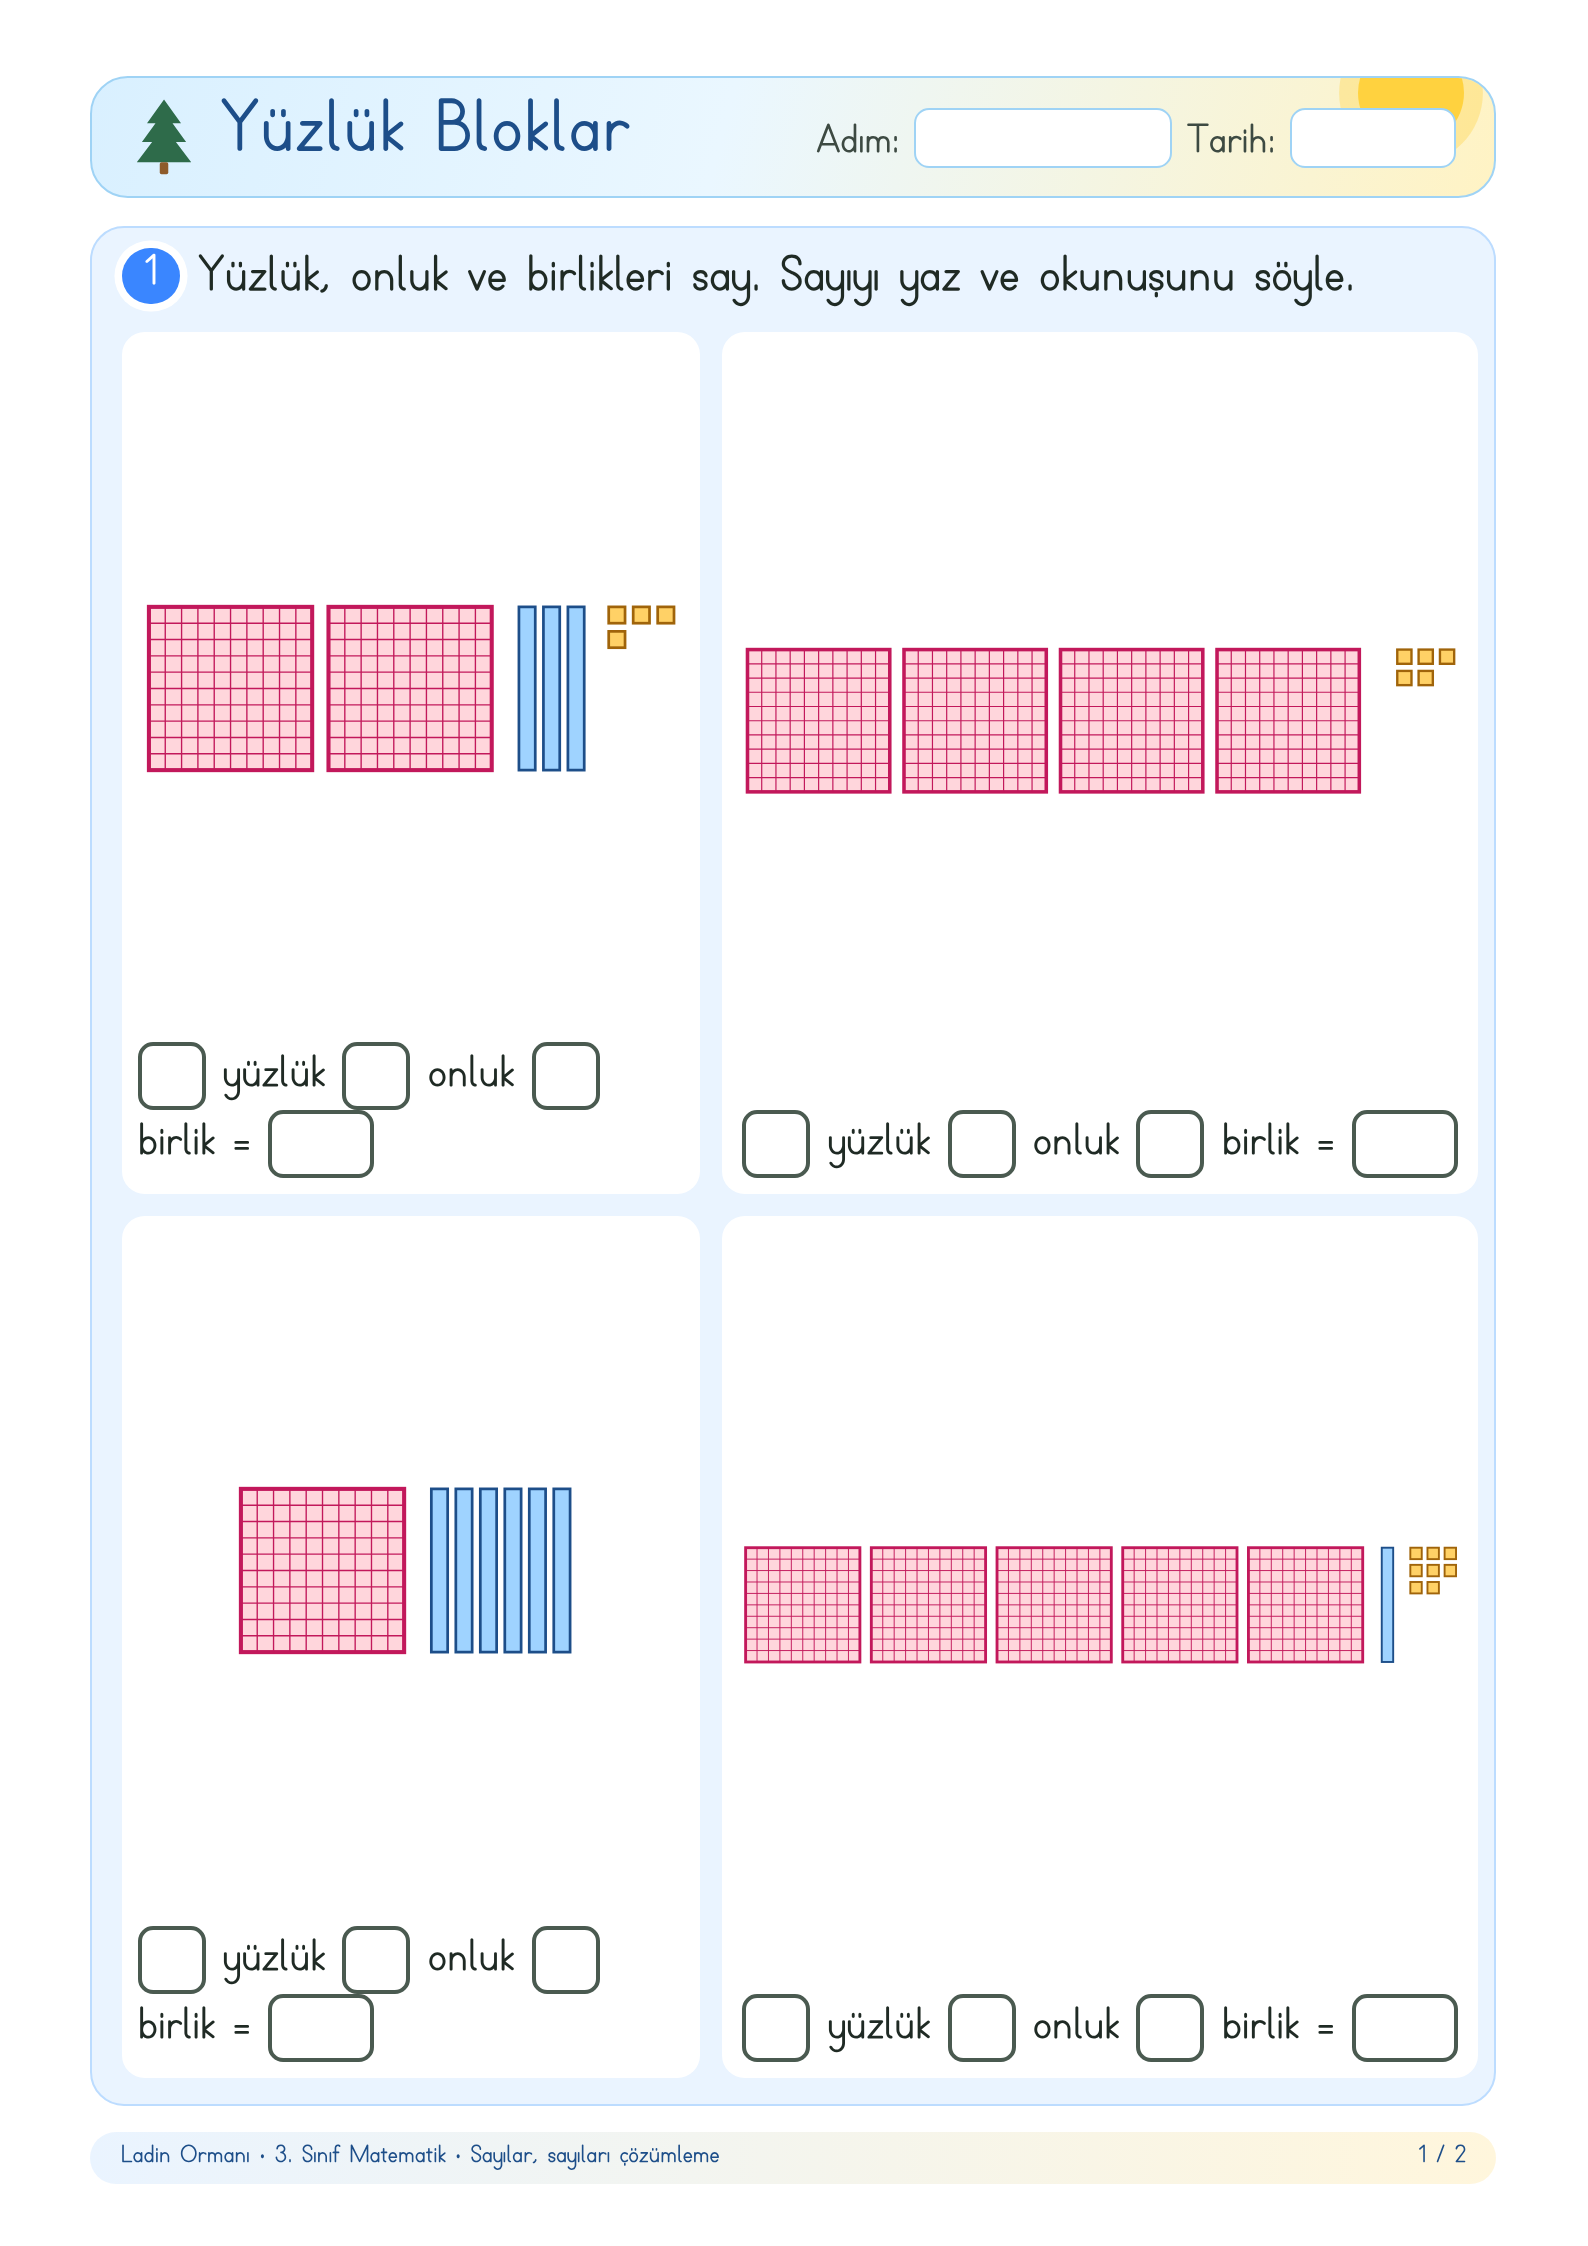 Yüzlük Bloklar
Adım:
Tarih:
1 Yüzlük, onluk ve birlikleri say. Sayıyı yaz ve okunuşunu söyle.
yüzlük onluk
birlik =
yüzlük onluk birlik =
yüzlük onluk
birlik =
yüzlük onluk birlik =
Ladin Ormanı • 3. Sınıf Matematik • Sayılar, sayıları çözümleme
1 / 2